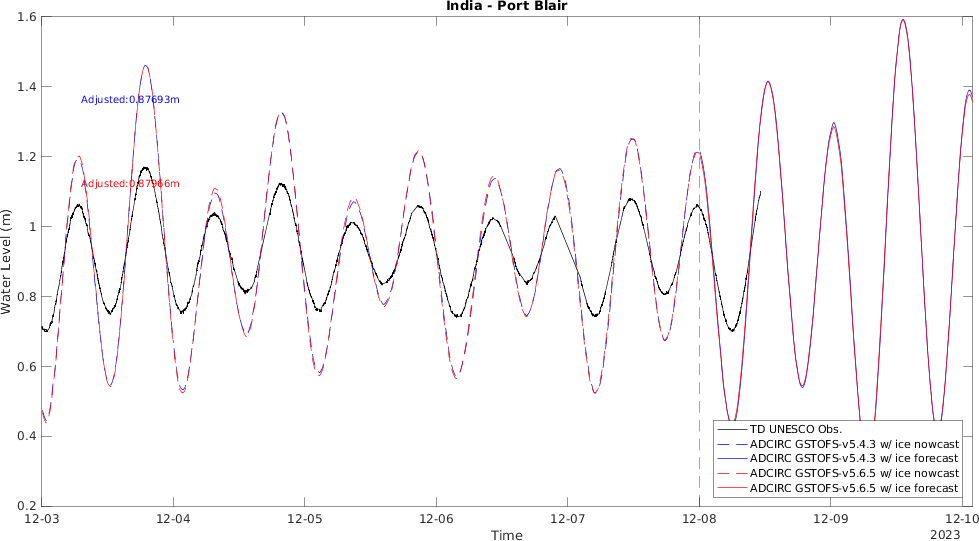 India - Port Blair
1.6
1.4
1.2
1
0.8
0.6
0.4
0.2
Water Level (m)
Adjusted:0.87693m
Adjusted:0.87966m
TD UNESCO Obs.
ADCIRC GSTOFS-v5.4.3 w/ ice nowcast
ADCIRC GSTOFS-v5.4.3 w/ ice forecast
ADCIRC GSTOFS-v5.6.5 w/ ice nowcast
ADCIRC GSTOFS-v5.6.5 w/ ice forecast
12-03 12-04 12-05 12-06 12-07 12-08 12-09 12-10
Time
2023